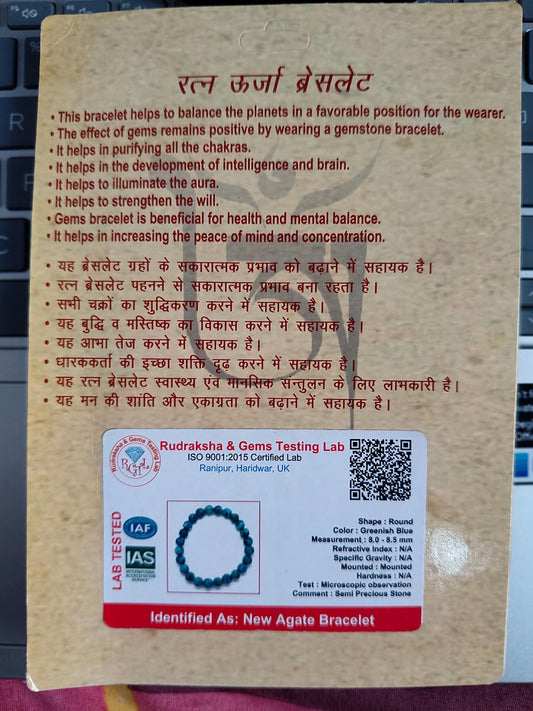 रत्न ऊर्जा ब्रेसलेट
• This bracelet helps to balance the planets in a favorable position for the wearer.
• The effect of gems remains positive by wearing a gemstone bracelet.
• It helps in purifying all the chakras.
• It helps in the development of intelligence and brain.
• It helps to illuminate the aura.
• It helps to strengthen the will.
• Gems bracelet is beneficial for health and mental balance.
• It helps in increasing the peace of mind and concentration.
• यह ब्रेसलेट ग्रहों के सकारात्मक प्रभाव को बढ़ाने में सहायक है।
• रत्न ब्रेसलेट पहनने से सकारात्मक प्रभाव बना रहता है।
• सभी चक्रों का शुद्धिकरण करने में सहायक है।
• यह बुद्धि व मस्तिष्क का विकास करने में सहायक है।
• यह आभा तेज करने में सहायक है।
• धारककर्ता की इच्छा शक्ति दृढ़ करने में सहायक है।
• यह रत्न ब्रेसलेट स्वास्थ्य एंव मानसिक सन्तुलन के लिए लाभकारी है।
• यह मन की शांति और एकाग्रता को बढ़ाने में सहायक है।
Rudraksha & Gems Testing Lab
ISO 9001:2015 Certified Lab
Ranipur, Haridwar, UK
Rudraksha & Gems Testing Lab
RGTL
LAB TESTED
IAF
IAS
INTERNATIONAL
ACCREDITATION
SERVICE
Shape : Round
Color : Greenish Blue
Measurement : 8.0 - 8.5 mm
Refractive Index : N/A
Specific Gravity : N/A
Mounted : Mounted
Hardness : N/A
Test : Microscopic observation
Comment : Semi Precious Stone
Identified As: New Agate Bracelet